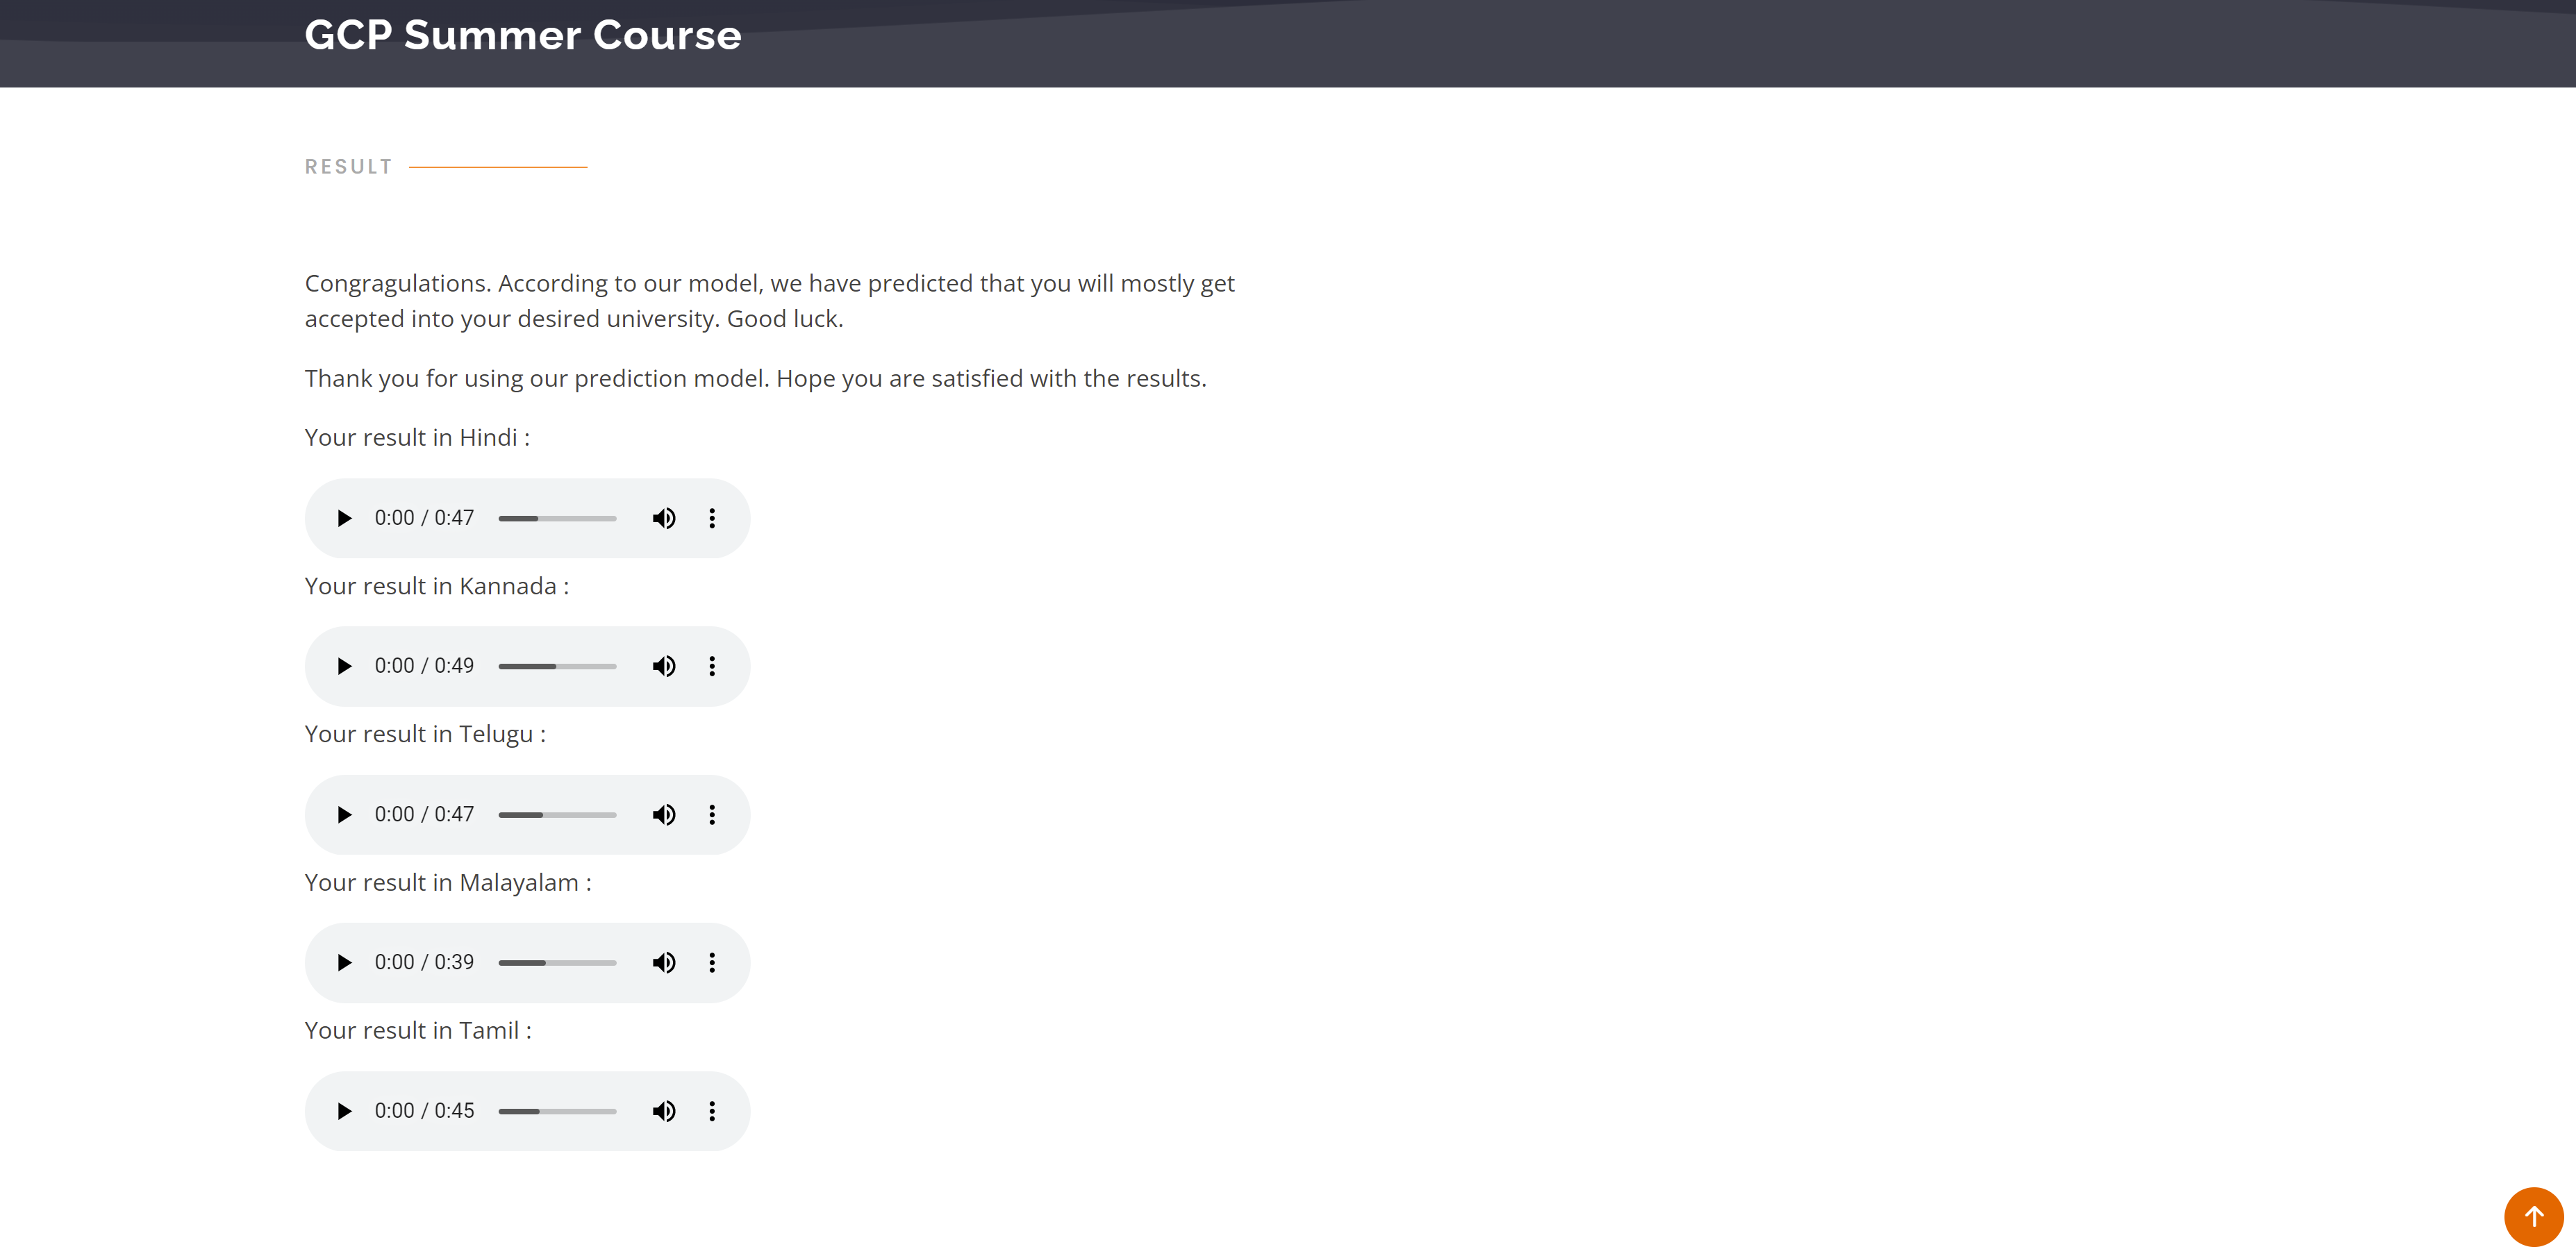 GCP Summer Course
RESULT
Congragulations. According to our model, we have predicted that you will mostly get
accepted into your desired university. Good luck.
Thank you for using our prediction model. Hope you are satisfied with the results.
Your result in Hindi :
0:00 / 0:47
Your result in Kannada :
0:00 / 0:49
Your result in Telugu :
0:00 / 0:47
Your result in Malayalam :
0:00 / 0:39
Your result in Tamil :
0:00 / 0:45